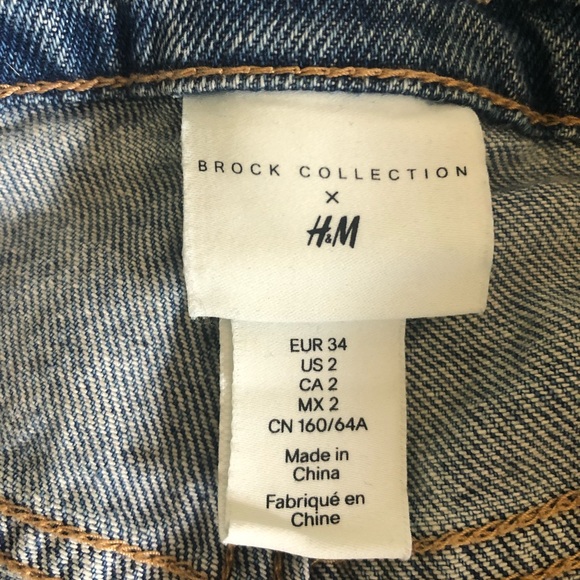 BROCK COLLECTION
X
H&M
EUR 34
US 2
CA 2
MX 2
CN 160/64A
Made in
China
Fabriqué en
Chine